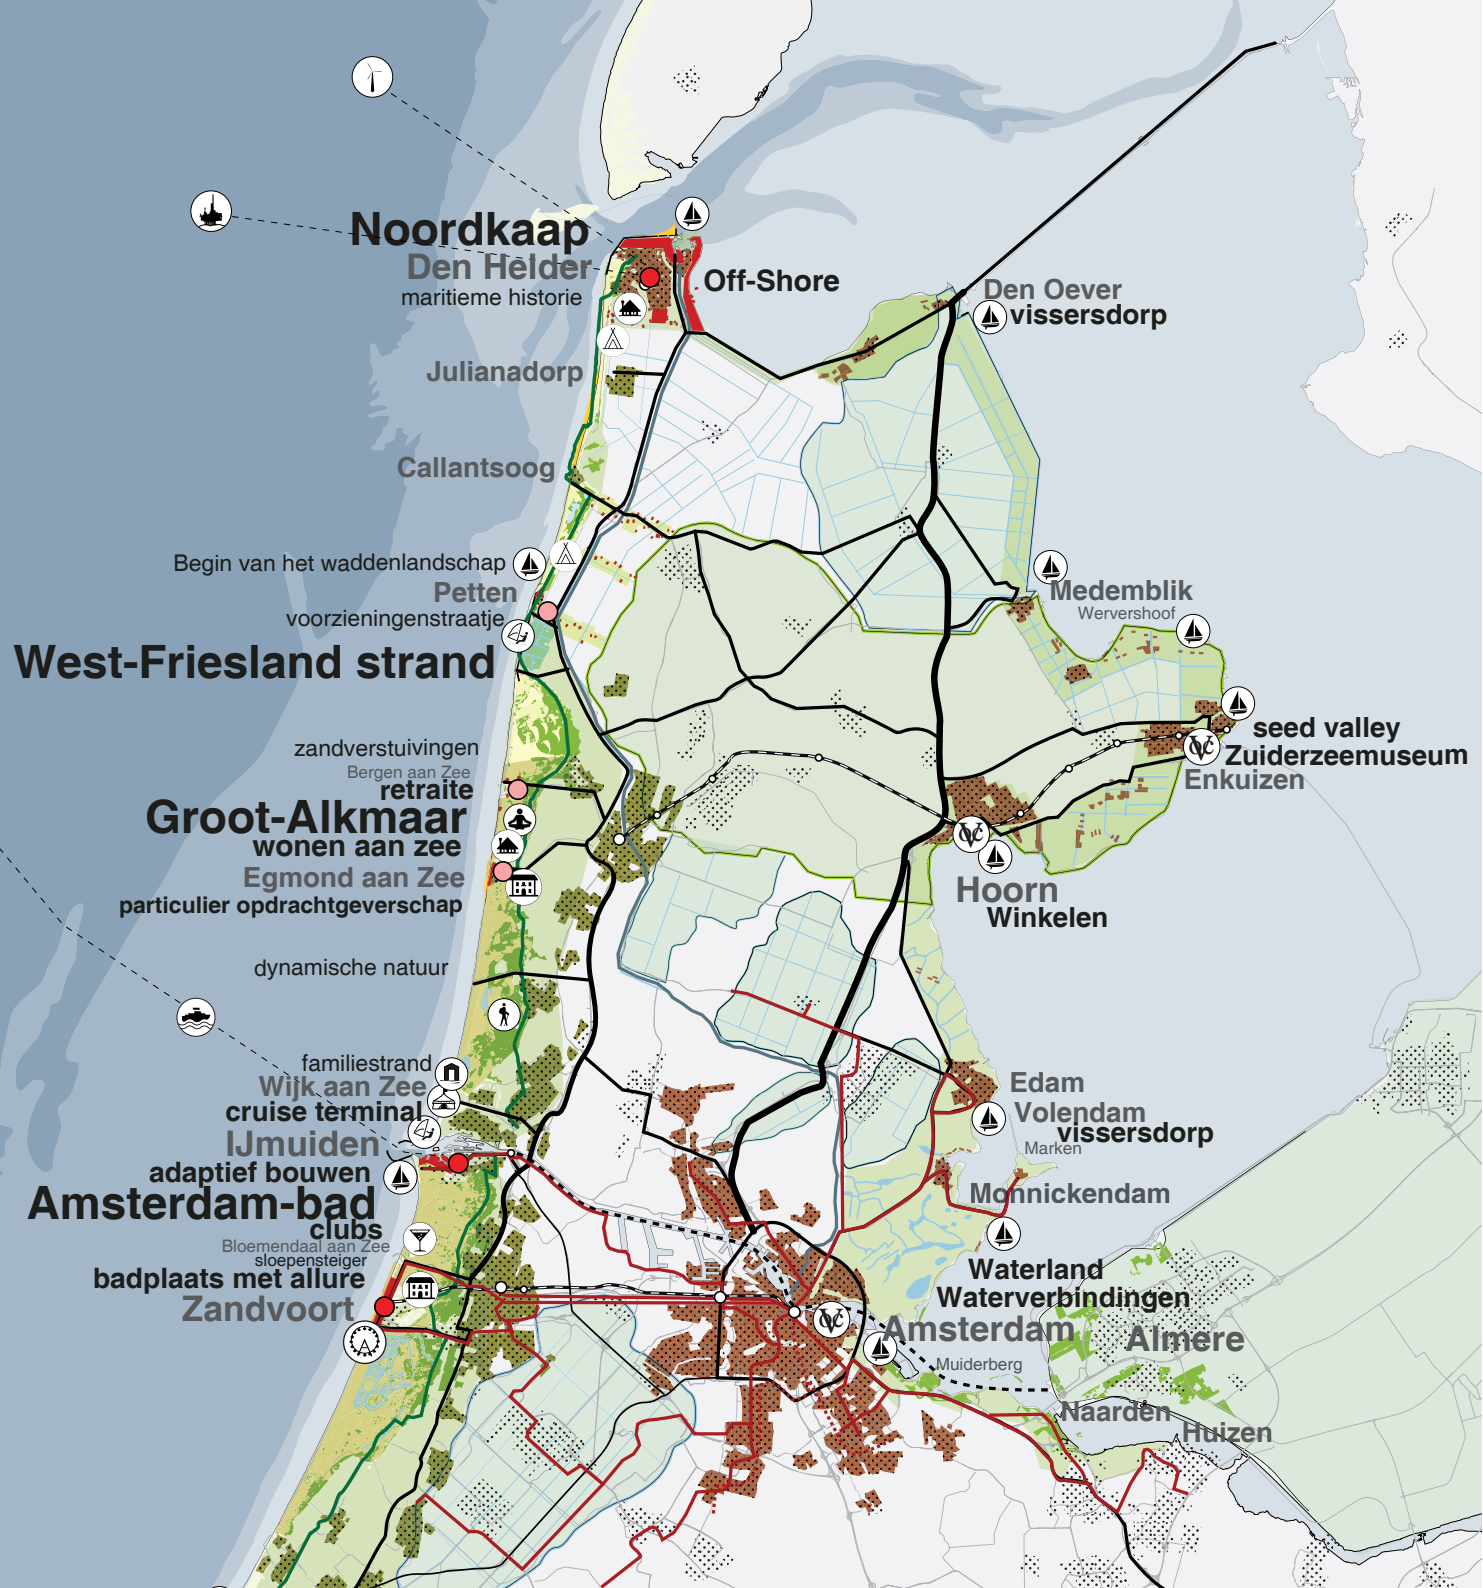 Noordkaap
Den Helder
maritieme historie
Off-Shore
Den Oever
vissersdorp
Julianadorp
Callantsoog
Begin van het waddenlandschap
Petten
voorzieningenstraatje
West-Friesland strand
Medemblik
Wervershoof
zandverstuivingen
Bergen aan Zee
retraite
Groot-Alkmaar
wonen aan zee
Egmond aan Zee
particulier opdrachtgeverschap
seed valley
Zuiderzeemuseum
VOC
Enkuizen
VOC
Hoorn
Winkelen
dynamische natuur
familiestrand
Wijk aan Zee
cruise terminal
IJmuiden
adaptief bouwen
Amsterdam-bad
clubs
Bloemendaal aan Zee
sloepensteiger
badplaats met allure
Zandvoort
Edam
Volendam
vissersdorp
Marken
Monnickendam
Waterland
Waterverbindingen
VOC
Amsterdam
Muiderberg
Almere
Naarden
Huizen